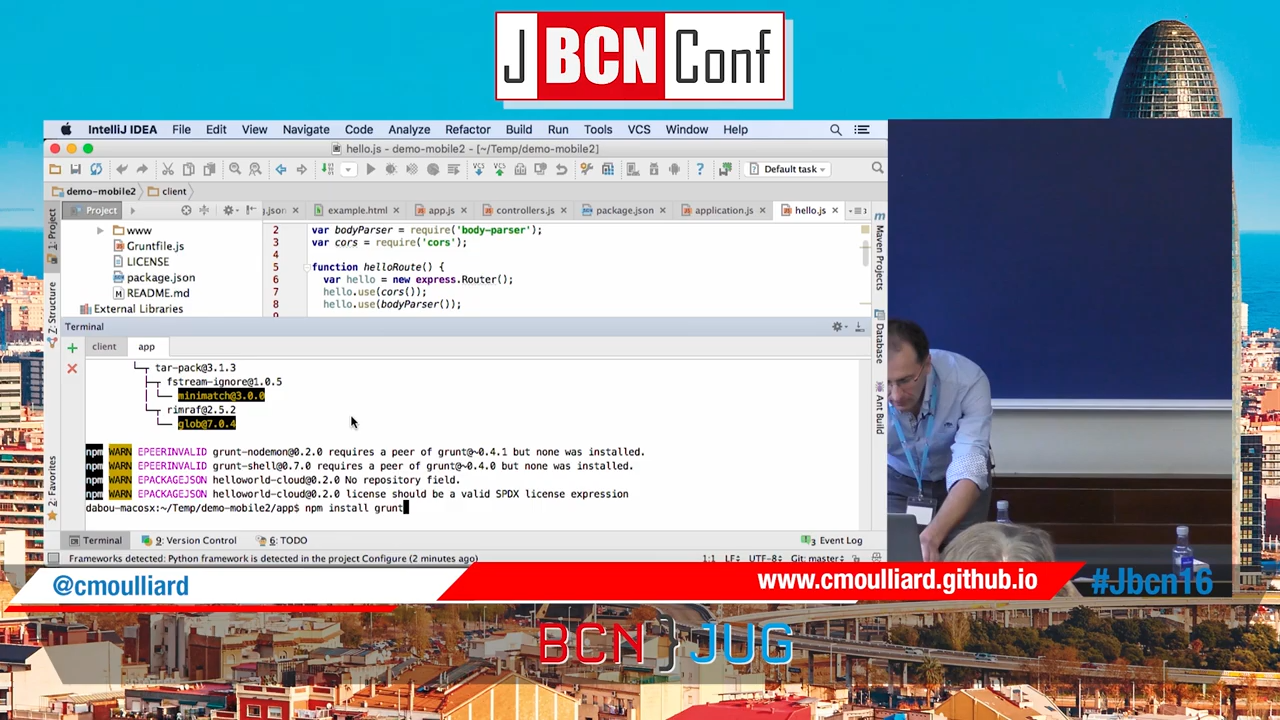 J BCN Conf
IntelliJ IDEA File Edit View Navigate Code Analyze Refactor Build Run Tools VCS Window Help
hello.js - demo-mobile2 - [~/Temp/demo-mobile2]
Default task
demo-mobile2 client
Project
g.json example.html app.js controllers.js package.json application.js hello.js
1: Project
Z: Structure
2: Favorites
www
Gruntfile.js
LICENSE
package.json
README.md
External Libraries
2 var bodyParser = require('body-parser');
3 var cors = require('cors');
4
5 function helloRoute() {
6 var hello = new express.Router();
7 hello.use(cors());
8 hello.use(bodyParser());
9
Maven Projects
Database
Ant Build
Terminal
client app
tar-pack@3.1.3
fstream-ignore@1.0.5
minimatch@3.0.0
rimraf@2.5.2
glob@7.0.4
npm WARN EPEERINVALID grunt-nodemon@0.2.0 requires a peer of grunt@~0.4.1 but none was installed.
npm WARN EPEERINVALID grunt-shell@0.7.0 requires a peer of grunt@~0.4.0 but none was installed.
npm WARN EPACKAGEJSON helloworld-cloud@0.2.0 No repository field.
npm WARN EPACKAGEJSON helloworld-cloud@0.2.0 license should be a valid SPDX license expression
dabou-macosx:~/Temp/demo-mobile2/app$ npm install grunt
Terminal 9: Version Control 6: TODO 3 Event Log
Frameworks detected: Python framework is detected in the project Configure (2 minutes ago) 1:1 LF UTF-8 Git: master
@cmoulliard
www.cmoulliard.github.io
#Jbcn16
BCN JUG